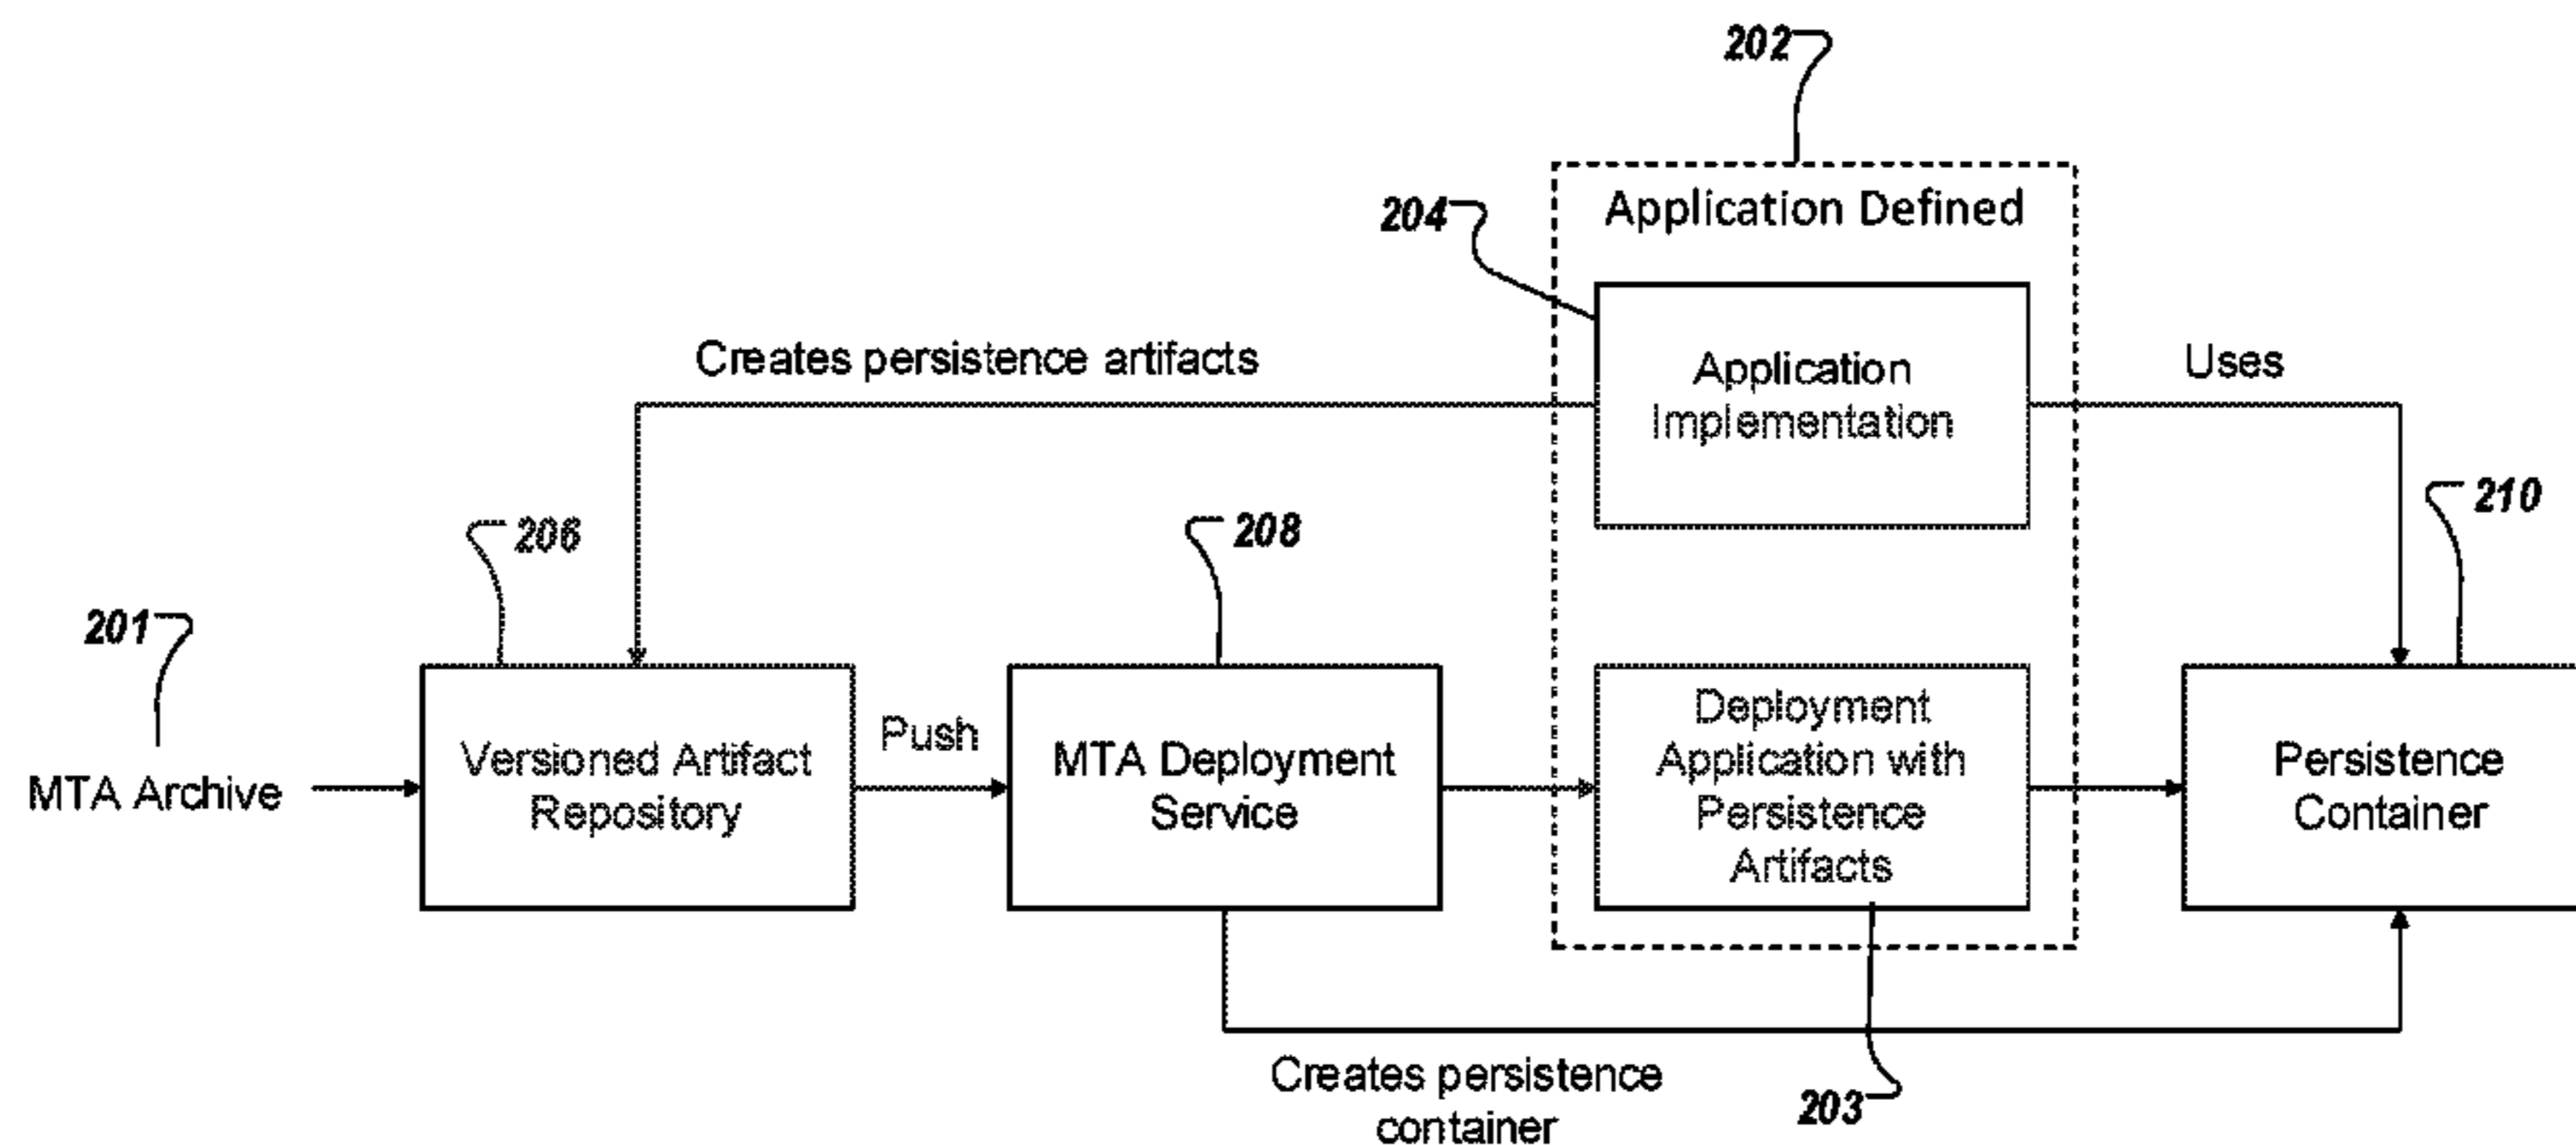 202
Application Defined
204
Creates persistence artifacts
Application
Implementation
Uses
206
208
210
201
MTA Archive
Versioned Artifact
Repository
Push
MTA Deployment
Service
Deployment
Application with
Persistence
Artifacts
Persistence
Container
Creates persistence
container
203